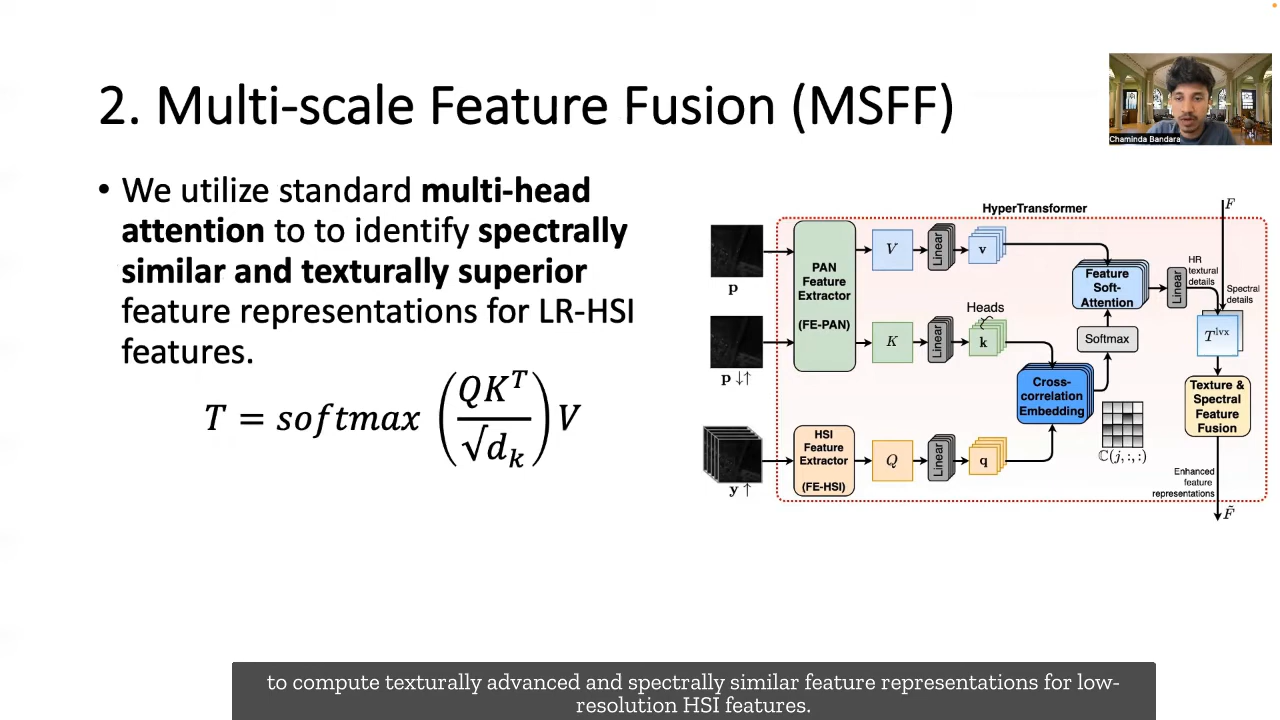 2. Multi-scale Feature Fusion (MSFF)
Chaminda Bandara
• We utilize standard multi-head
attention to to identify spectrally
similar and texturally superior
feature representations for LR-HSI
features.
T = softmax (QK^T / √d_k) V
HyperTransformer
F
p
PAN
Feature
Extractor
(FE-PAN)
V
Linear
v
Feature
Soft-
Attention
Linear
HR
textural
details
Spectral
details
p ↓↑
K
Linear
Heads
k
Softmax
T^lvx
Cross-
correlation
Embedding
ℂ(j,:,:)
Texture &
Spectral
Feature
Fusion
y ↑
HSI
Feature
Extractor
(FE-HSI)
Q
Linear
q
Enhanced
feature
representations
F̃
to compute texturally advanced and spectrally similar feature representations for low-
resolution HSI features.